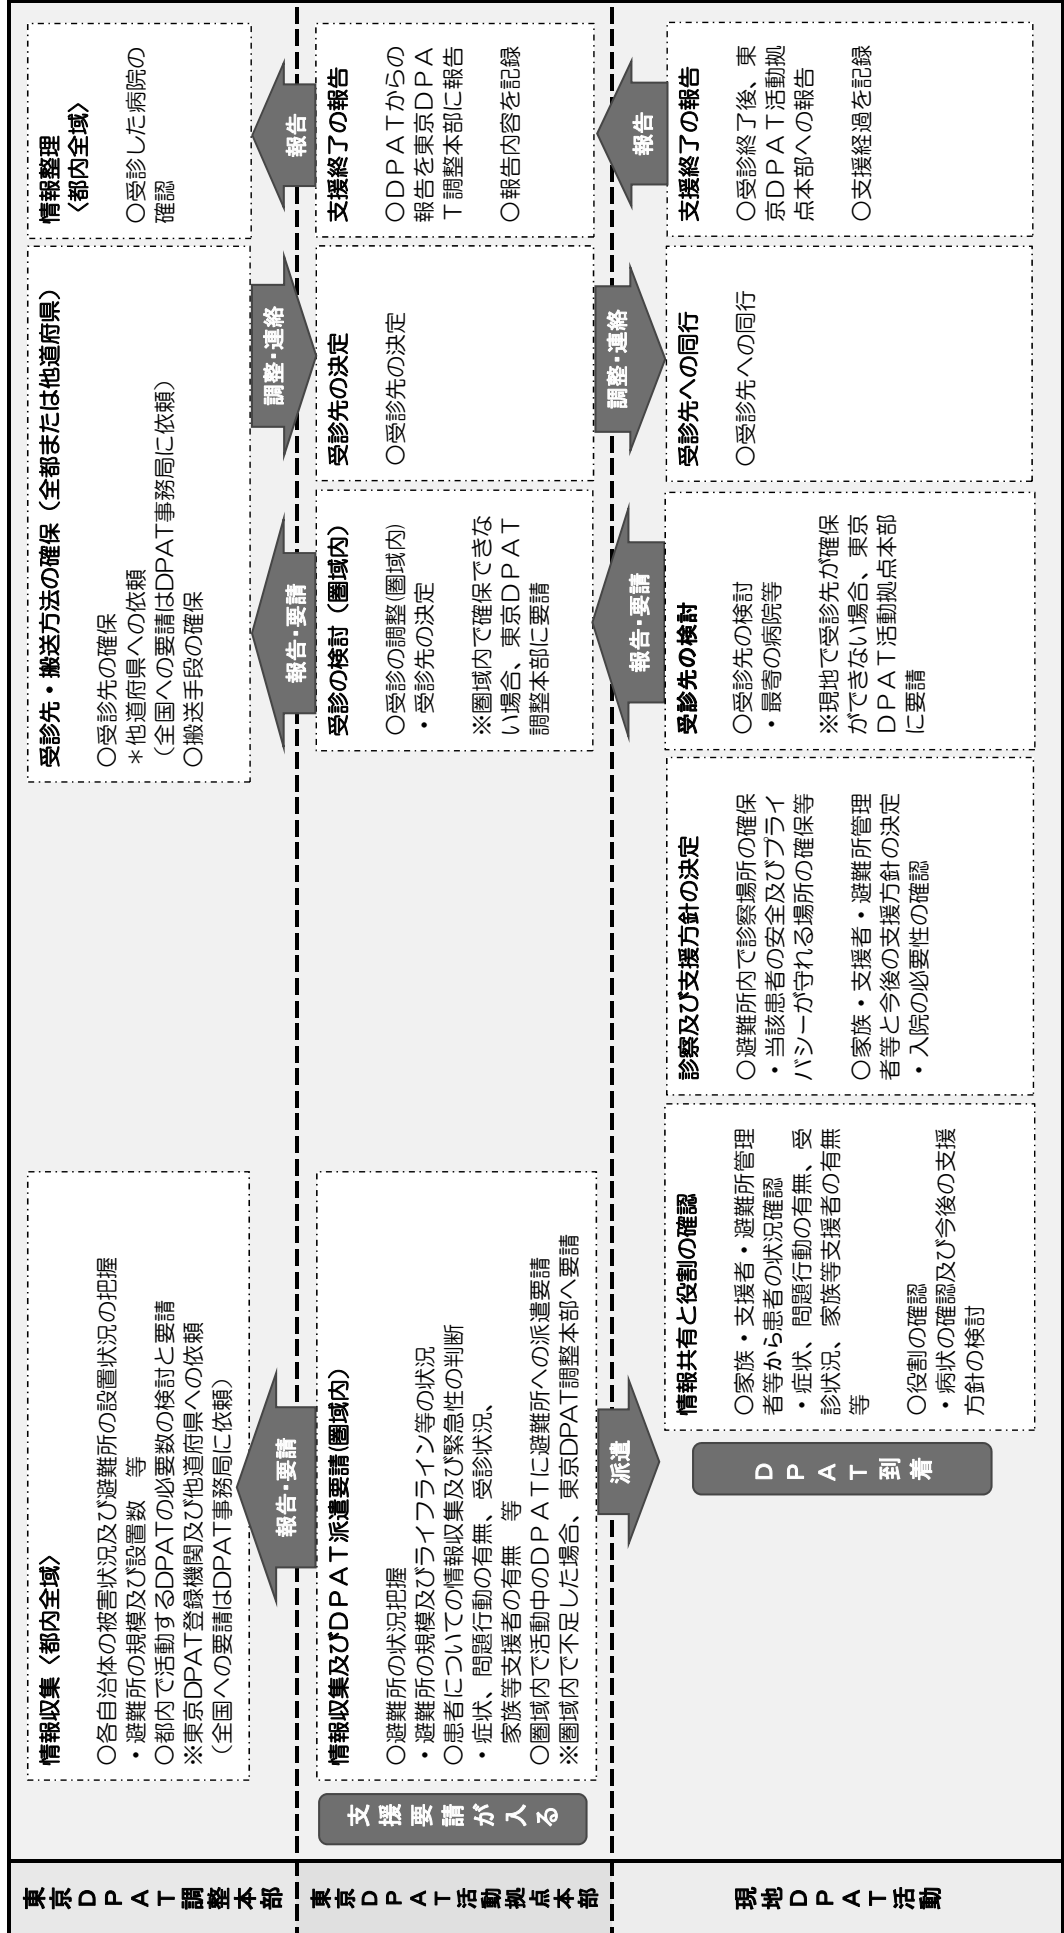 東京ＤＰＡＴ調整本部
情報収集〈都内全域〉
○各自治体の被害状況及び避難所の設置状況の把握
・避難所の規模及び設置数　等
○都内で活動するDPATの必要数の検討と要請
※東京DPAT登録機関及び他道府県への依頼
（全国への要請はDPAT事務局に依頼）
受診先・搬送方法の確保（全都または他道府県）
○受診先の確保
＊他道府県への依頼
（全国への要請はDPAT事務局に依頼）
○搬送手段の確保
情報整理
〈都内全域〉
○受診した病院の
確認
報告・要請
報告・要請
調整・連絡
報告
東京ＤＰＡＴ活動拠点本部
支援要請が入る
情報収集及びＤＰＡＴ派遣要請(圏域内)
○避難所の状況把握
・避難所の規模及びライフライン等の状況
○患者についての情報収集及び緊急性の判断
・症状、問題行動の有無、受診状況、
家族等支援者の有無　等
○圏域内で活動中のＤＰＡＴに避難所への派遣要請
※圏域内で不足した場合、東京DPAT調整本部へ要請
受診の検討（圏域内）
○受診の調整(圏域内)
・受診先の決定
※圏域内で確保できな
い場合、東京ＤＰＡＴ
調整本部に要請
受診先の決定
○受診先の決定
支援終了の報告
○ＤＰＡＴからの
報告を東京ＤＰＡ
Ｔ調整本部に報告
○報告内容を記録
派遣
報告・要請
調整・連絡
報告
現地ＤＰＡＴ活動
ＤＰＡＴ到着
情報共有と役割の確認
○家族・支援者・避難所管理
者等から患者の状況確認
・症状、問題行動の有無、受
診状況、家族等支援者の有無
等
○役割の確認
・病状の確認及び今後の支援
方針の検討
診察及び支援方針の決定
○避難所内で診察場所の確保
・当該患者の安全及びプライ
バシーが守れる場所の確保等
○家族・支援者・避難所管理
者等と今後の支援方針の決定
・入院の必要性の確認
受診先の検討
○受診先の検討
・最寄の病院等
※現地で受診先が確保
ができない場合、東京
ＤＰＡＴ活動拠点本部
に要請
受診先への同行
○受診先への同行
支援終了の報告
○受診終了後、東
京ＤＰＡＴ活動拠
点本部への報告
○支援経過を記録